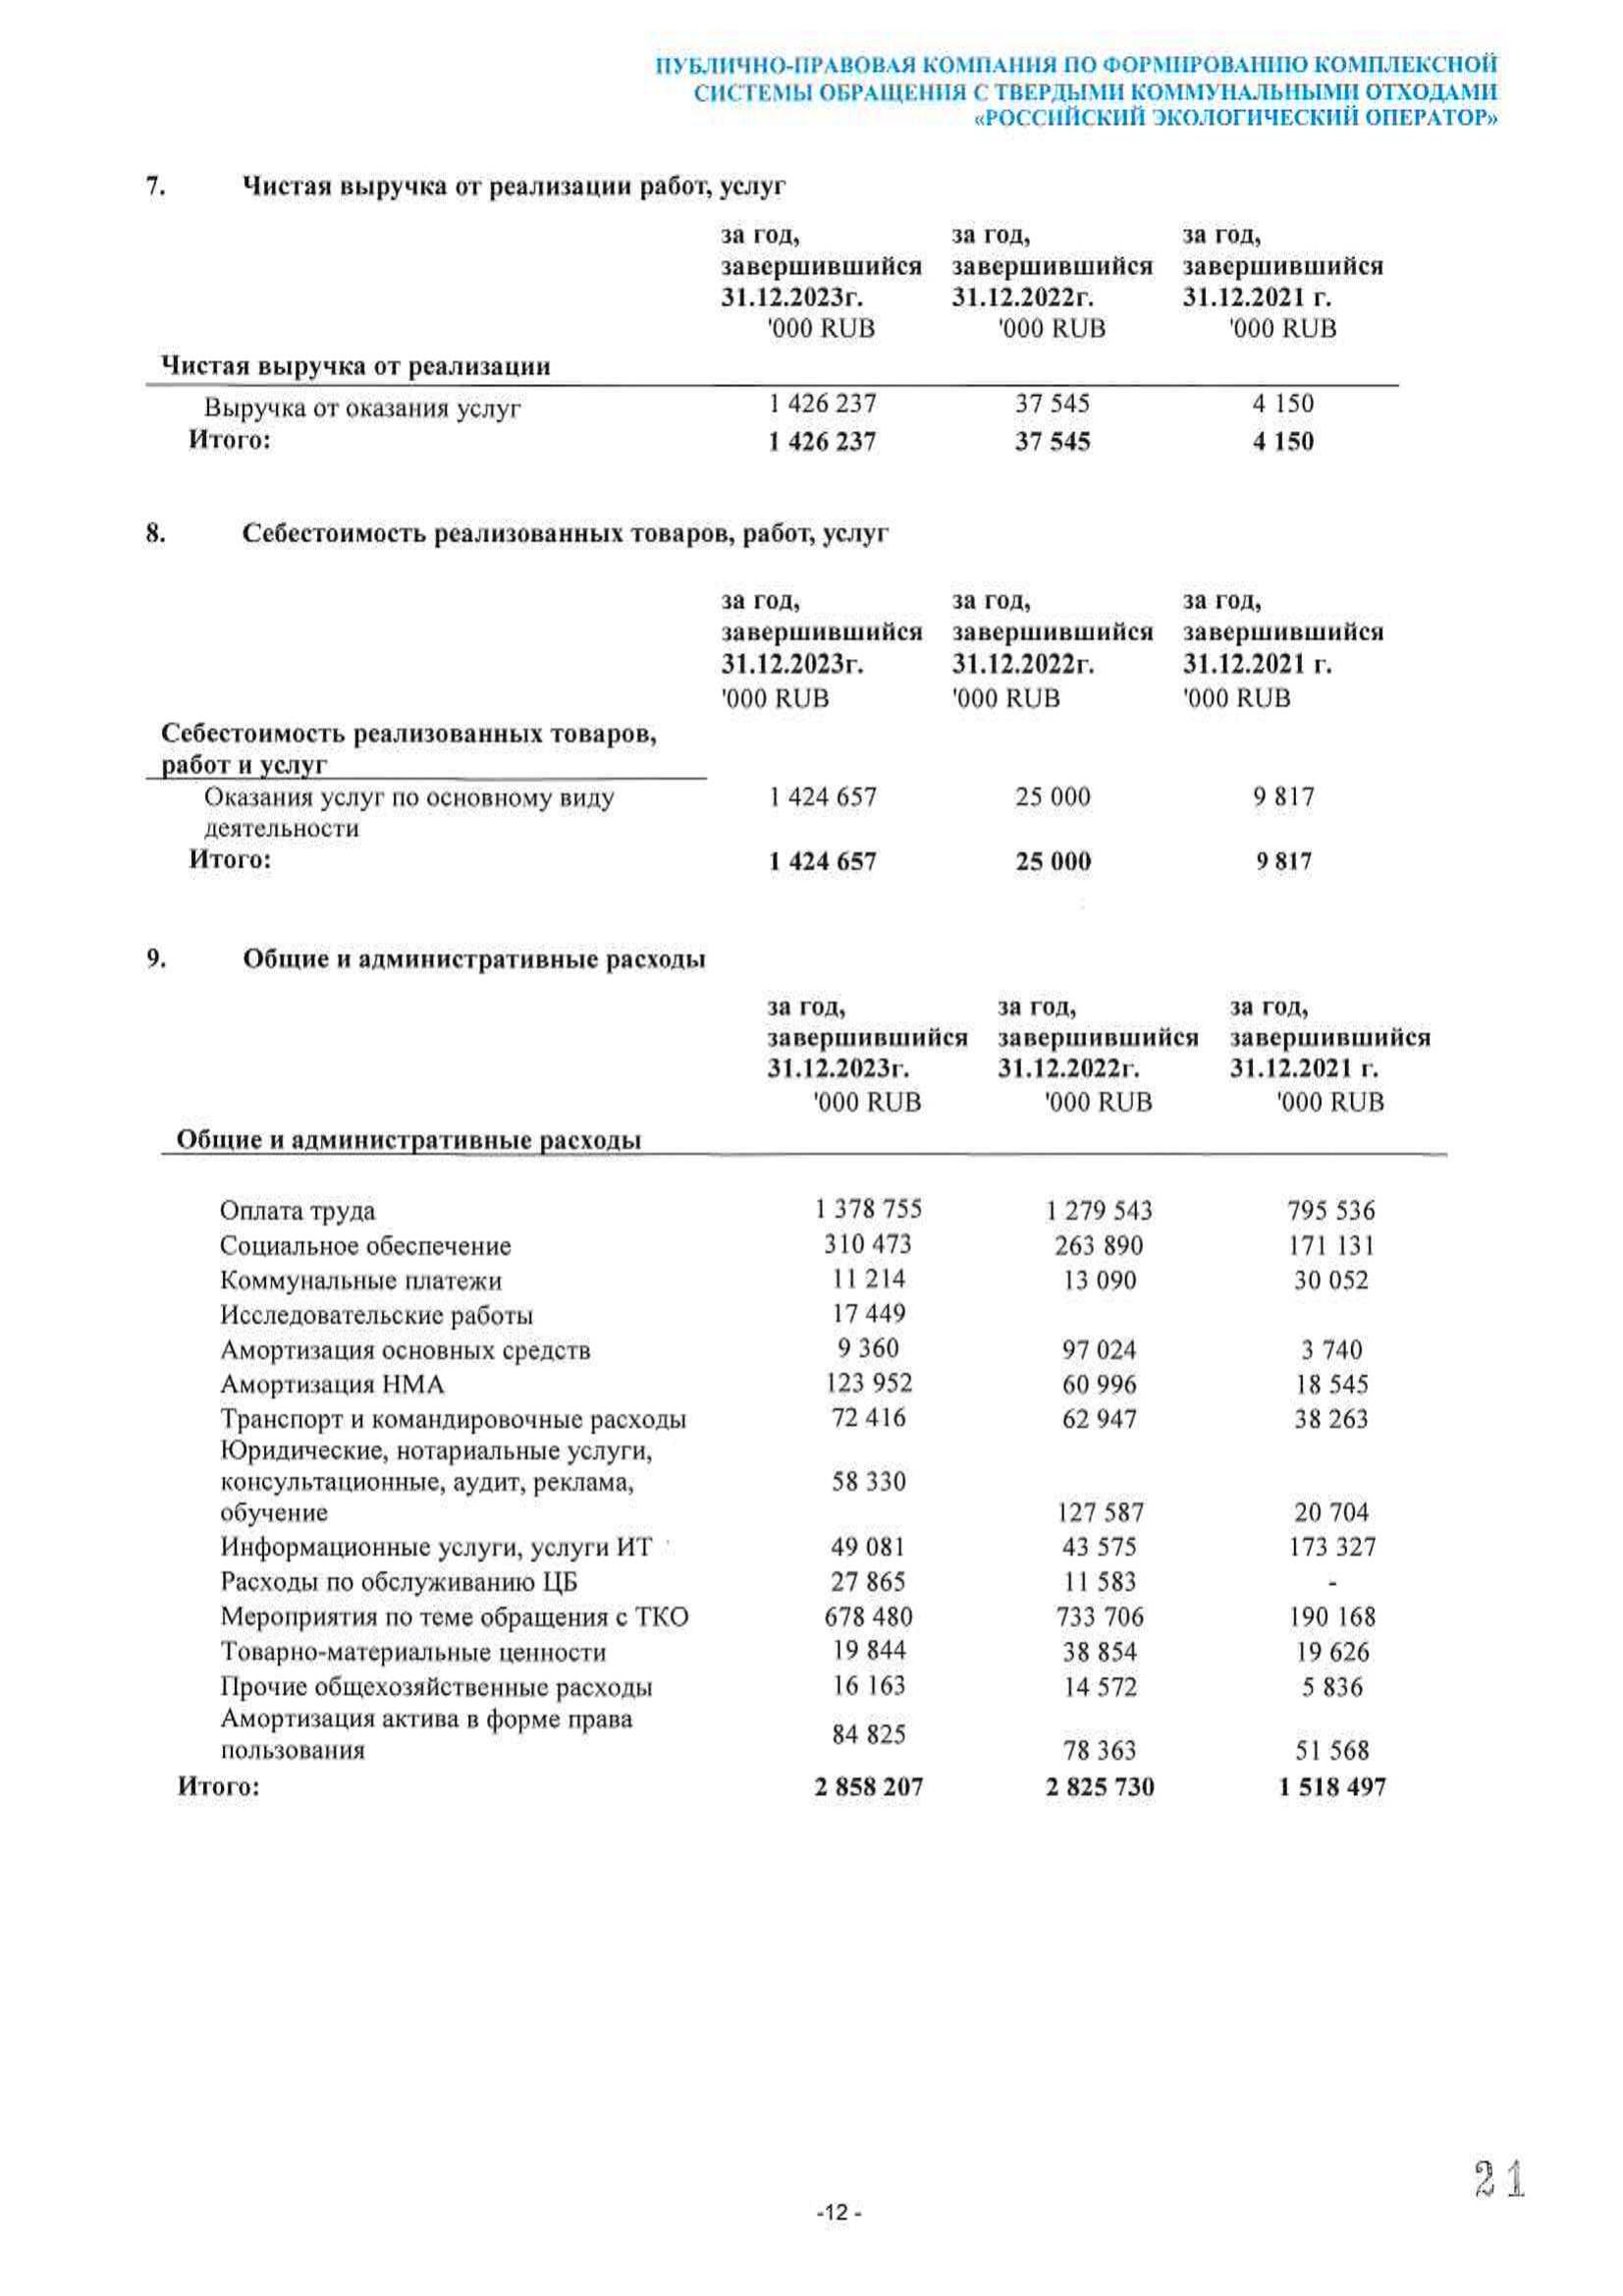 ПУБЛИЧНО-ПРАВОВАЯ КОМПАНИЯ ПО ФОРМИРОВАНИЮ КОМПЛЕКСНОЙ
СИСТЕМЫ ОБРАЩЕНИЯ С ТВЕРДЫМИ КОММУНАЛЬНЫМИ ОТХОДАМИ
«РОССИЙСКИЙ ЭКОЛОГИЧЕСКИЙ ОПЕРАТОР»
7. Чистая выручка от реализации работ, услуг
за год, за год, за год,
завершившийся завершившийся завершившийся
31.12.2023г. 31.12.2022г. 31.12.2021 г.
'000 RUB '000 RUB '000 RUB
Чистая выручка от реализации
Выручка от оказания услуг 1 426 237 37 545 4 150
Итого: 1 426 237 37 545 4 150
8. Себестоимость реализованных товаров, работ, услуг
за год, за год, за год,
завершившийся завершившийся завершившийся
31.12.2023г. 31.12.2022г. 31.12.2021 г.
'000 RUB '000 RUB '000 RUB
Себестоимость реализованных товаров,
работ и услуг
Оказания услуг по основному виду 1 424 657 25 000 9 817
деятельности
Итого: 1 424 657 25 000 9 817
9. Общие и административные расходы
за год, за год, за год,
завершившийся завершившийся завершившийся
31.12.2023г. 31.12.2022г. 31.12.2021 г.
'000 RUB '000 RUB '000 RUB
Общие и административные расходы
Оплата труда 1 378 755 1 279 543 795 536
Социальное обеспечение 310 473 263 890 171 131
Коммунальные платежи 11 214 13 090 30 052
Исследовательские работы 17 449
Амортизация основных средств 9 360 97 024 3 740
Амортизация НМА 123 952 60 996 18 545
Транспорт и командировочные расходы 72 416 62 947 38 263
Юридические, нотариальные услуги,
консультационные, аудит, реклама, 58 330
обучение 127 587 20 704
Информационные услуги, услуги ИТ 49 081 43 575 173 327
Расходы по обслуживанию ЦБ 27 865 11 583 -
Мероприятия по теме обращения с ТКО 678 480 733 706 190 168
Товарно-материальные ценности 19 844 38 854 19 626
Прочие общехозяйственные расходы 16 163 14 572 5 836
Амортизация актива в форме права 84 825
пользования 78 363 51 568
Итого: 2 858 207 2 825 730 1 518 497
21
-12 -